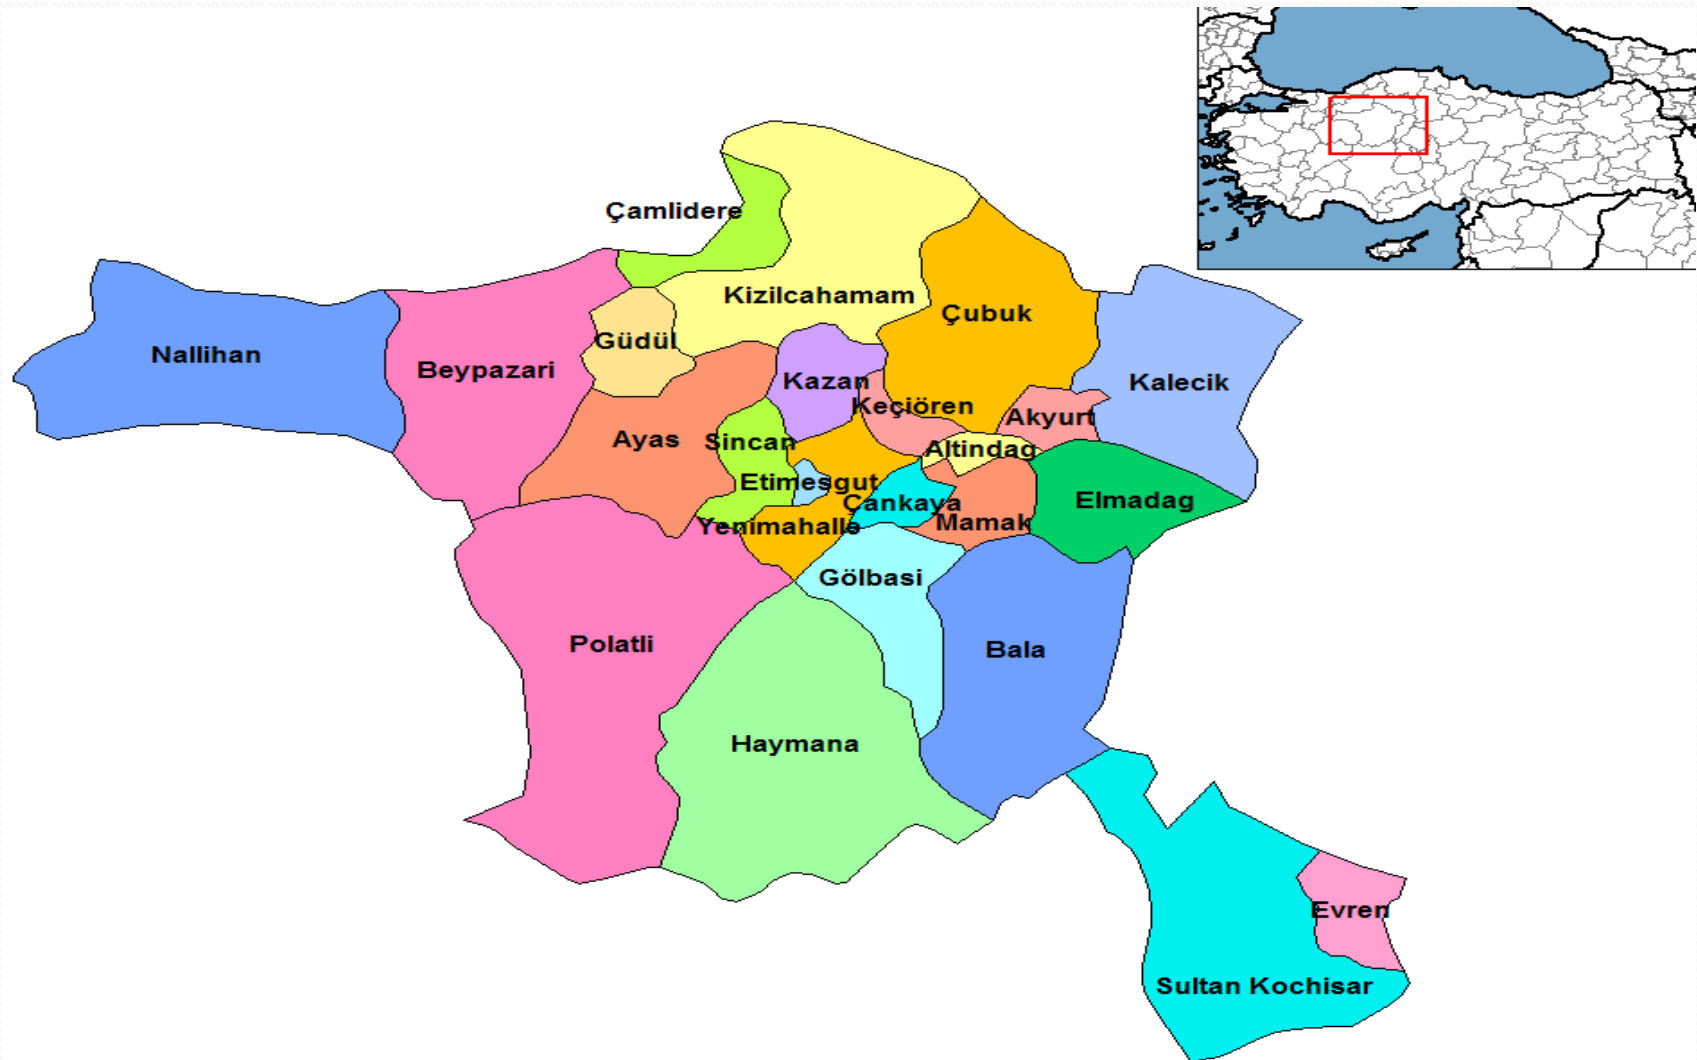 Çamlidere
Kizilcahamam
Çubuk
Güdül
Nallihan
Beypazari
Kazan
Kalecik
Keçiören
Akyurt
Ayas
Sincan
Altindag
Etimesgut
Çankaya
Elmadag
Mamak
Yenimahalle
Gölbasi
Polatli
Bala
Haymana
Evren
Sultan Kochisar